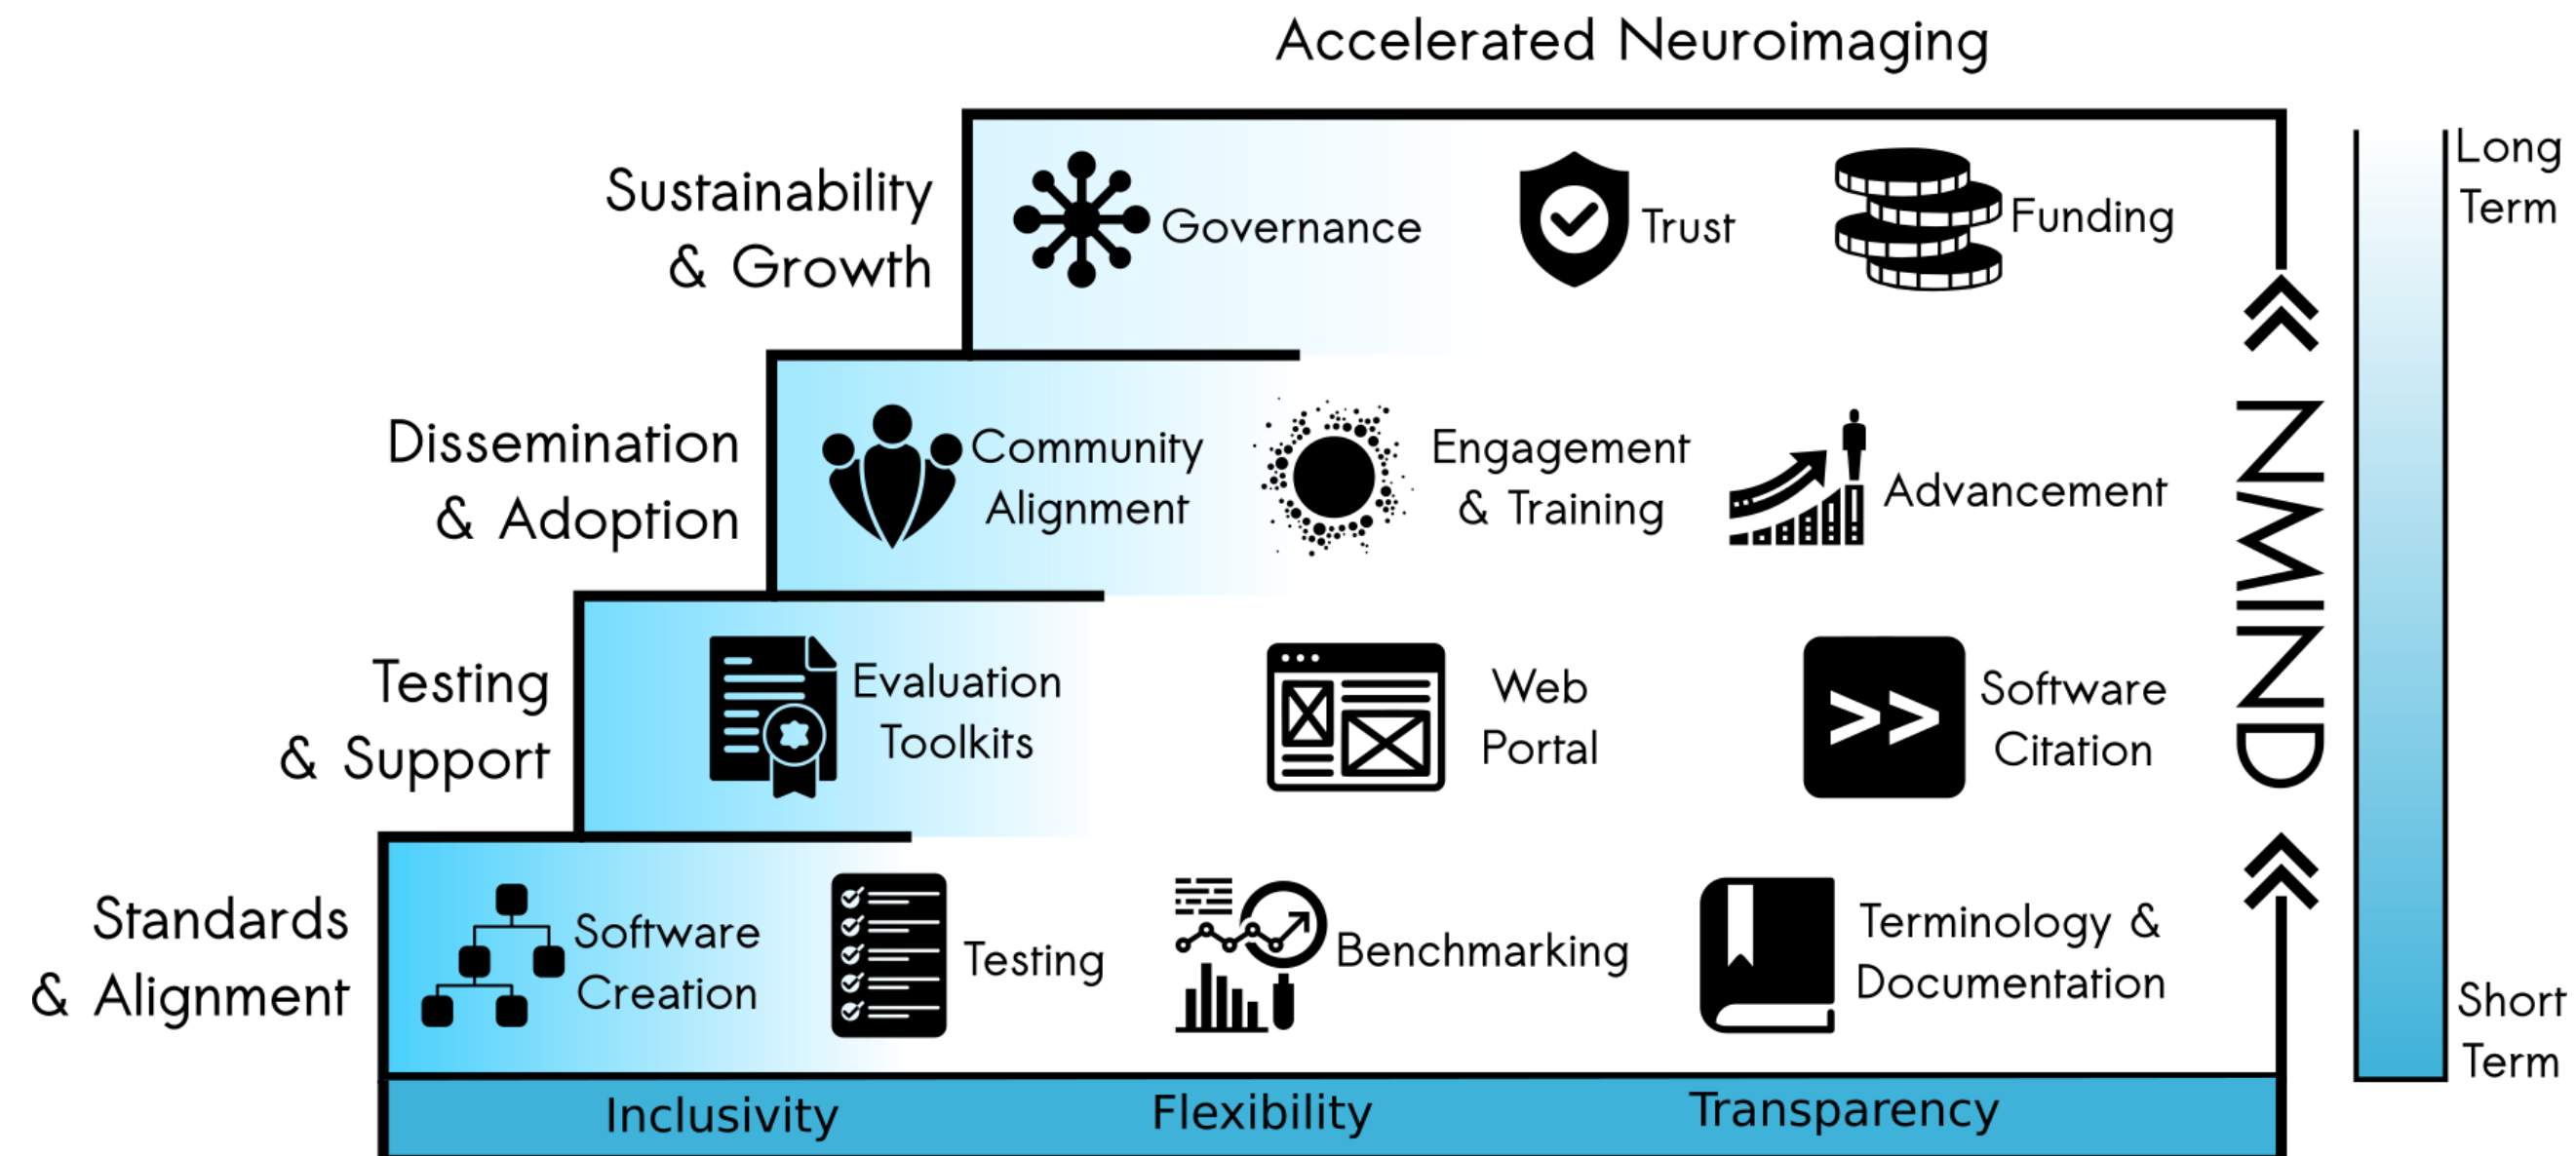 Accelerated Neuroimaging
Sustainability
& Growth
Governance
Trust
Funding
Long
Term
Dissemination
& Adoption
Community
Alignment
Engagement
& Training
Advancement
NMIND
Testing
& Support
Evaluation
Toolkits
Web
Portal
>>
Software
Citation
Standards
& Alignment
Software
Creation
Testing
Benchmarking
Terminology &
Documentation
Short
Term
Inclusivity
Flexibility
Transparency